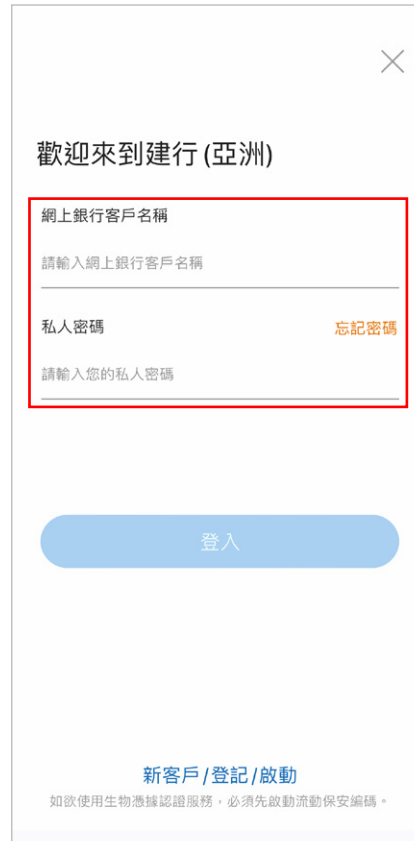 歡迎來到建行(亞洲)
網上銀行客戶名稱
請輸入網上銀行客戶名稱
私人密碼 忘記密碼
請輸入您的私人密碼
登入
新客戶/登記/啟動
如欲使用生物憑據認證服務，必須先啟動流動保安編碼。